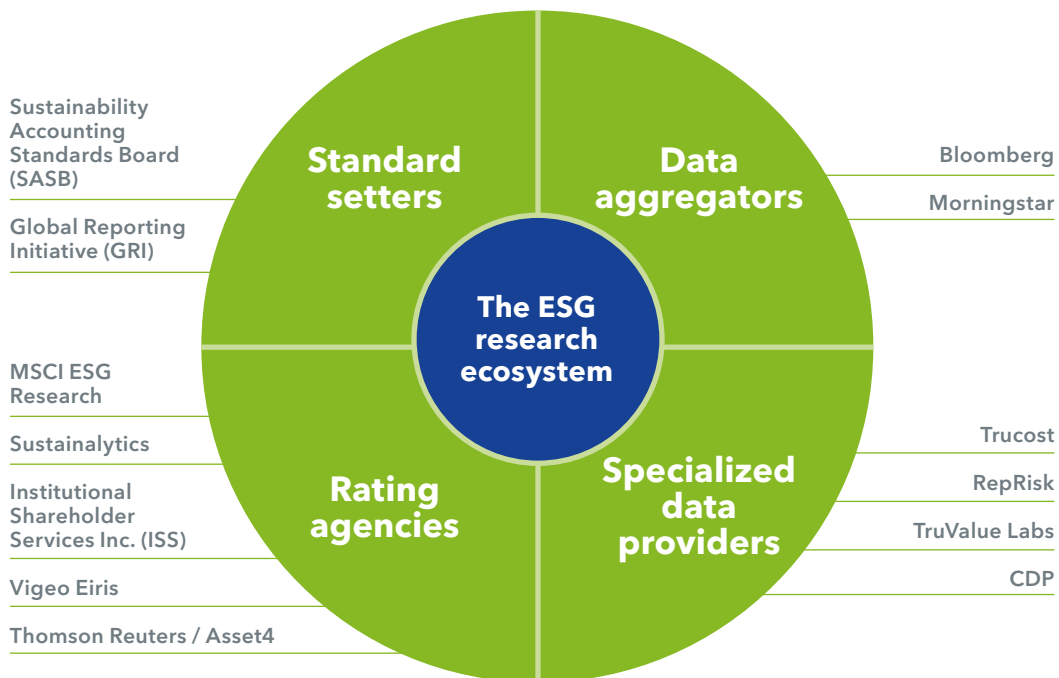 Sustainability
Accounting
Standards Board
(SASB)
Global Reporting
Initiative (GRI)
Standard
setters
Data
aggregators
Bloomberg
Morningstar
The ESG
research
ecosystem
MSCI ESG
Research
Sustainalytics
Institutional
Shareholder
Services Inc. (ISS)
Vigeo Eiris
Thomson Reuters / Asset4
Rating
agencies
Specialized
data
providers
Trucost
RepRisk
TruValue Labs
CDP